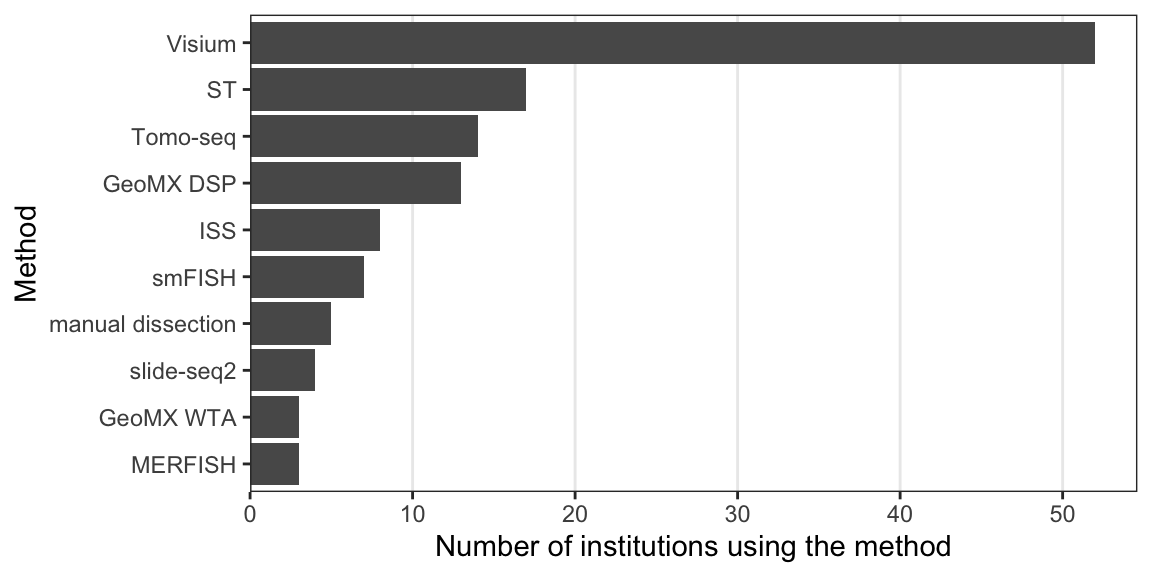 Visium
ST
Tomo-seq
GeoMX DSP
ISS
smFISH
manual dissection
slide-seq2
GeoMX WTA
MERFISH
Method
0 10 20 30 40 50
Number of institutions using the method